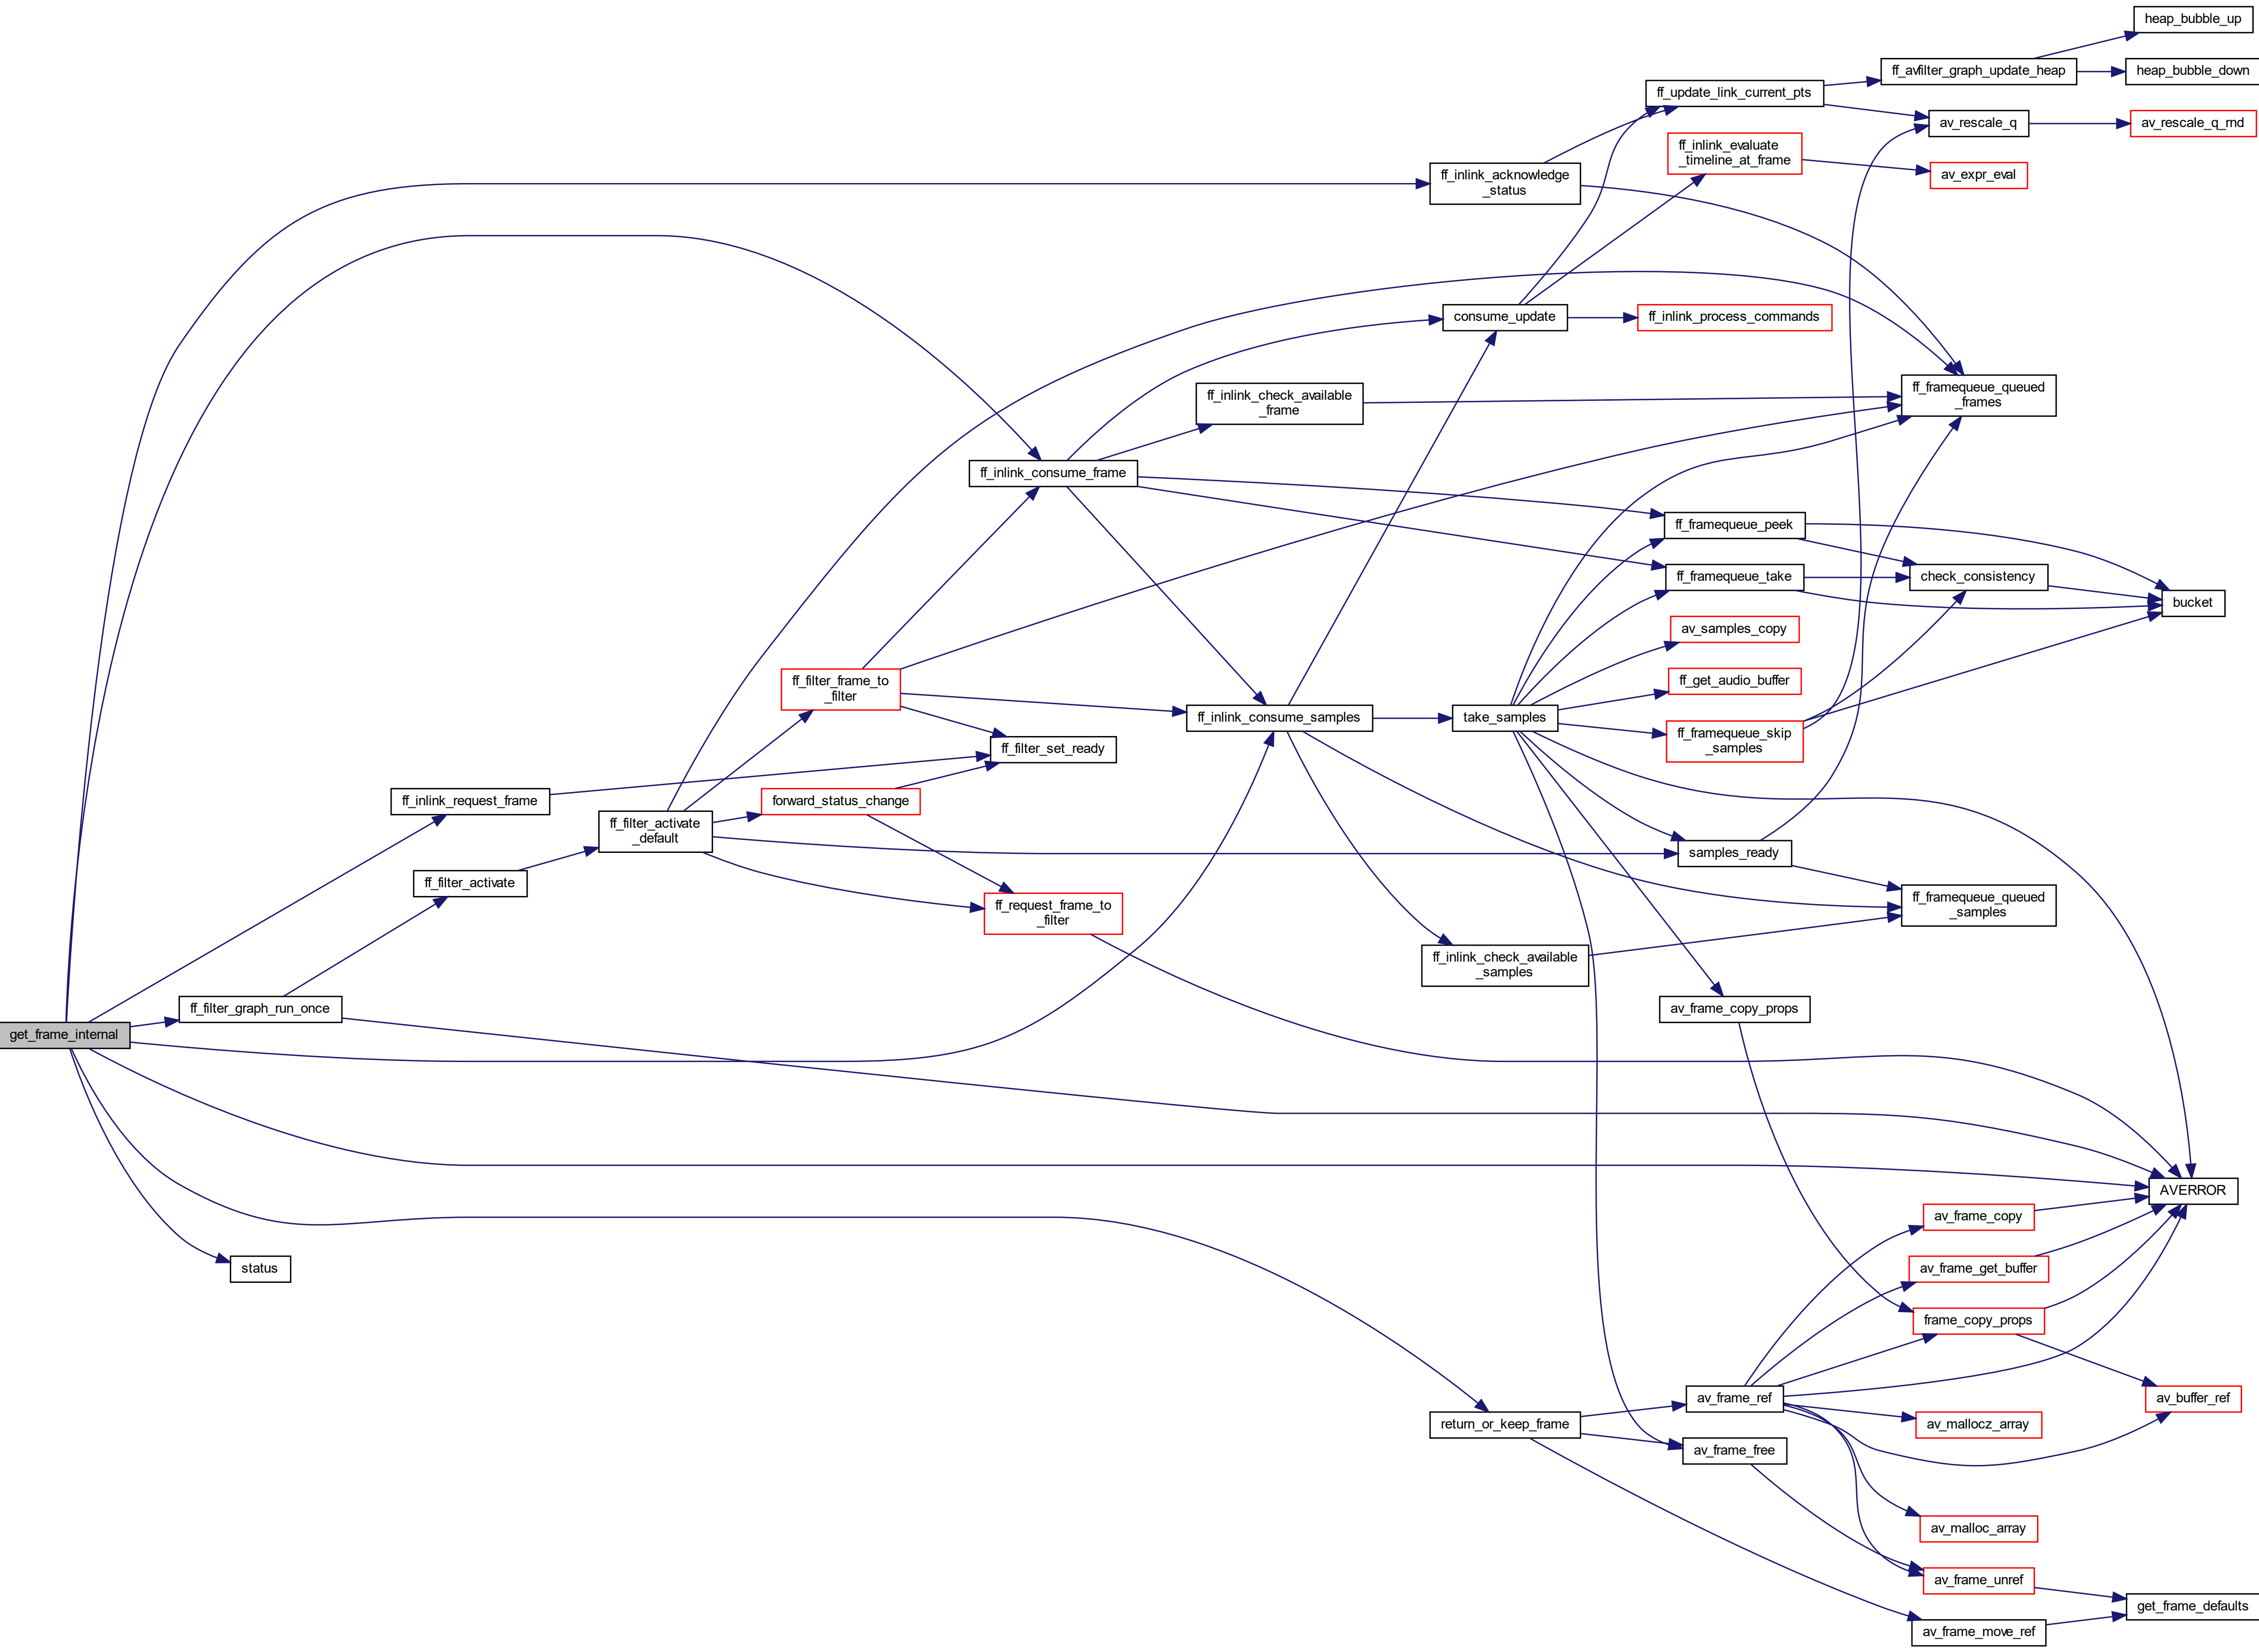 heap_bubble_up
heap_bubble_down
ff_avfilter_graph_update_heap
ff_update_link_current_pts
av_rescale_q
av_rescale_q_rnd
ff_inlink_evaluate
_timeline_at_frame
av_expr_eval
ff_inlink_acknowledge
_status
consume_update
ff_inlink_process_commands
ff_inlink_check_available
_frame
ff_framequeue_queued
_frames
ff_inlink_consume_frame
ff_framequeue_peek
ff_framequeue_take
check_consistency
bucket
av_samples_copy
ff_filter_frame_to
_filter
ff_get_audio_buffer
ff_inlink_consume_samples
take_samples
ff_framequeue_skip
_samples
ff_filter_set_ready
ff_inlink_request_frame
forward_status_change
ff_filter_activate
_default
samples_ready
ff_filter_activate
ff_request_frame_to
_filter
ff_framequeue_queued
_samples
ff_inlink_check_available
_samples
ff_filter_graph_run_once
av_frame_copy_props
get_frame_internal
AVERROR
av_frame_copy
status
av_frame_get_buffer
frame_copy_props
av_frame_ref
av_buffer_ref
return_or_keep_frame
av_mallocz_array
av_frame_free
av_malloc_array
av_frame_unref
get_frame_defaults
av_frame_move_ref